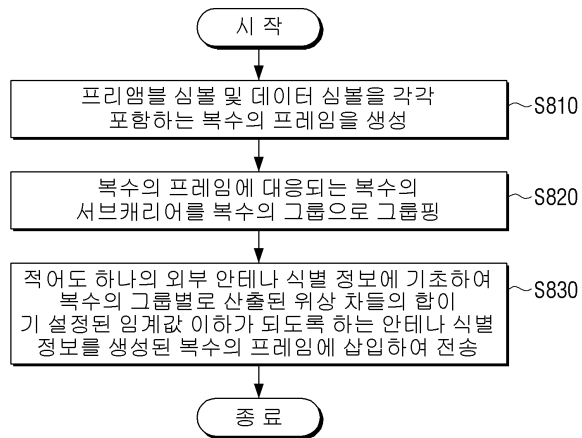 시 작
프리앰블 심볼 및 데이터 심볼을 각각
포함하는 복수의 프레임을 생성
S810
복수의 프레임에 대응되는 복수의
서브캐리어를 복수의 그룹으로 그룹핑
S820
적어도 하나의 외부 안테나 식별 정보에 기초하여
복수의 그룹별로 산출된 위상 차들의 합이
기 설정된 임계값 이하가 되도록 하는 안테나 식별
정보를 생성된 복수의 프레임에 삽입하여 전송
S830
종 료